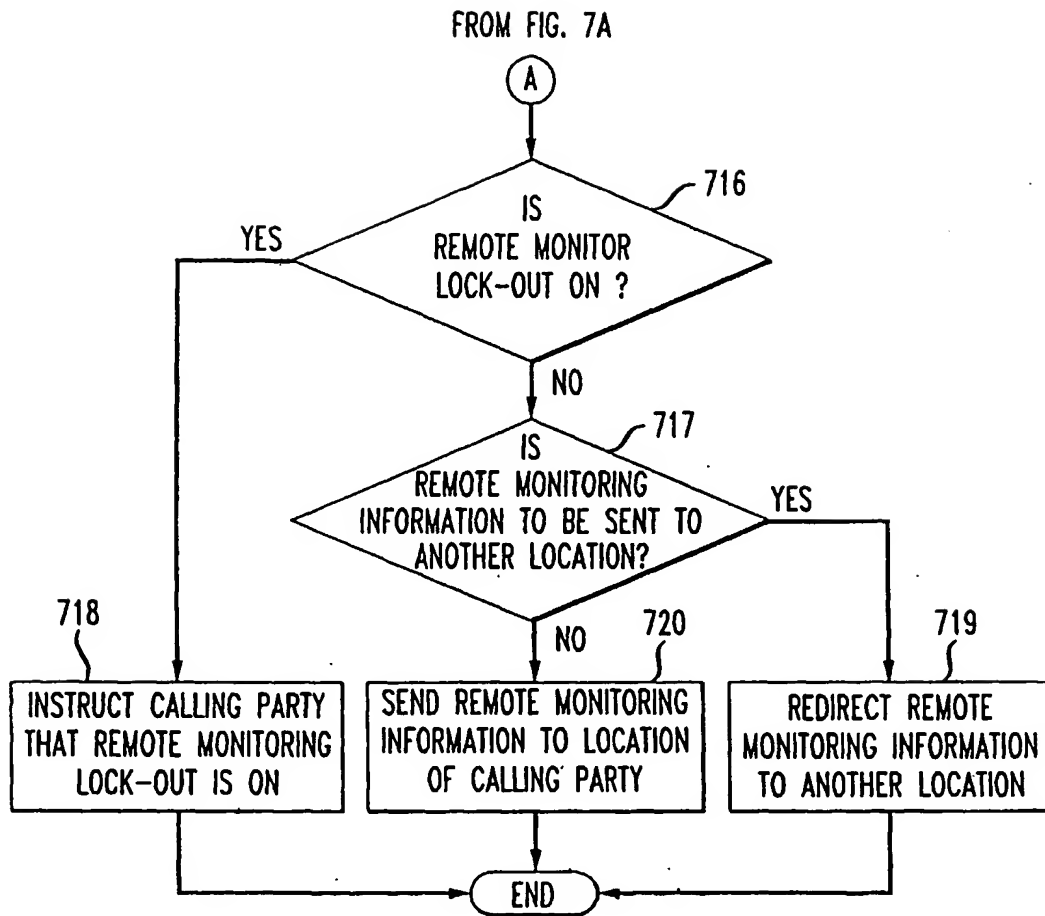 FROM FIG. 7A
A
716
IS
REMOTE MONITOR
LOCK-OUT ON ?
YES
NO
717
IS
REMOTE MONITORING
INFORMATION TO BE SENT TO
ANOTHER LOCATION?
YES
NO
718
INSTRUCT CALLING PARTY
THAT REMOTE MONITORING
LOCK-OUT IS ON
720
SEND REMOTE MONITORING
INFORMATION TO LOCATION
OF CALLING PARTY
719
REDIRECT REMOTE
MONITORING INFORMATION
TO ANOTHER LOCATION
END